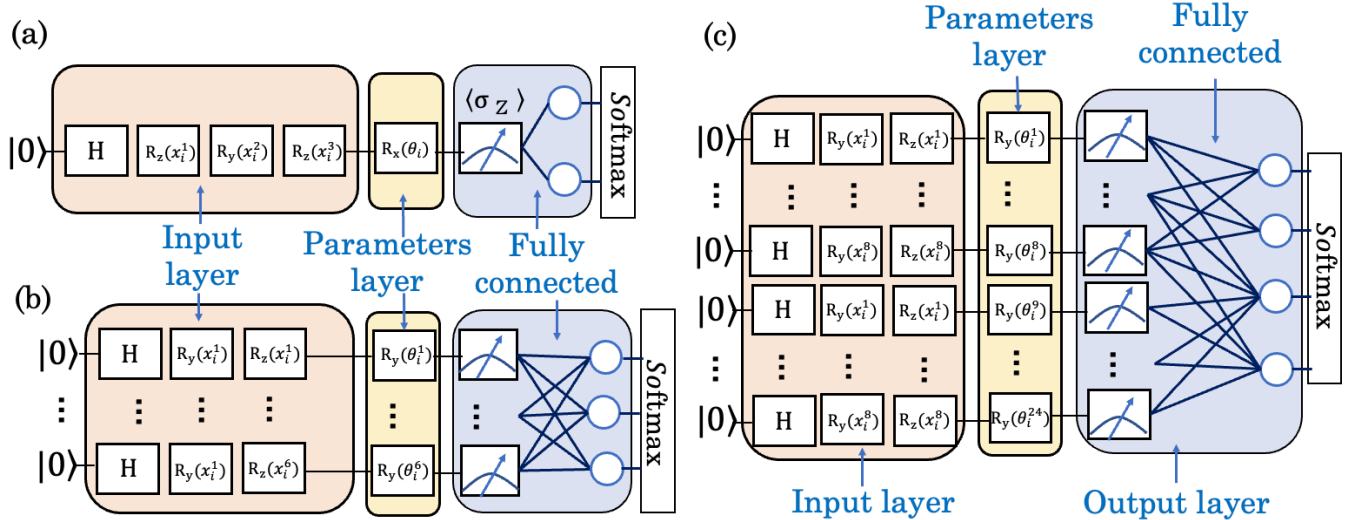 (a)
|0⟩ H R_z(x_i^1) R_y(x_i^2) R_z(x_i^3) R_x(θ_i) ⟨σ_Z⟩ Softmax
Input
layer
Parameters
layer
Fully
connected
(b)
|0⟩ H R_y(x_i^1) R_z(x_i^1) R_y(θ_i^1)
⋮ ⋮ ⋮ ⋮ ⋮ ⋮
|0⟩ H R_y(x_i^1) R_z(x_i^6) R_y(θ_i^6)
Softmax
(c)
Parameters
layer
Fully
connected
|0⟩ H R_y(x_i^1) R_z(x_i^1) R_y(θ_i^1)
⋮ ⋮ ⋮ ⋮ ⋮ ⋮
|0⟩ H R_y(x_i^8) R_z(x_i^8) R_y(θ_i^8)
|0⟩ H R_y(x_i^1) R_z(x_i^1) R_y(θ_i^9)
⋮ ⋮ ⋮ ⋮ ⋮ ⋮
|0⟩ H R_y(x_i^8) R_z(x_i^8) R_y(θ_i^24)
Softmax
Input layer
Output layer